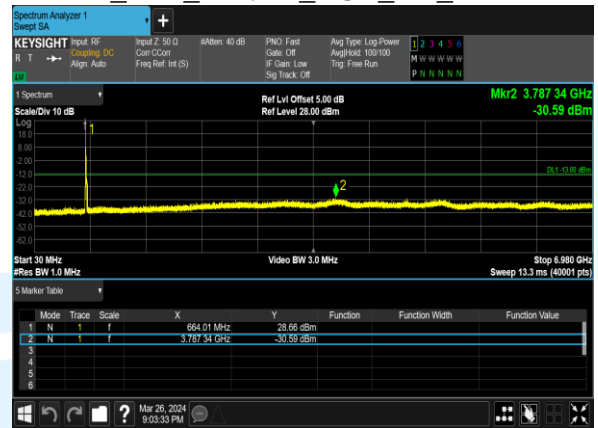 Spectrum Analyzer 1
Swept SA
KEYSIGHT
R T
LV
Input: RF
Coupling: DC
Align: Auto
Input Z: 50 Ω
Corr CCorr
Freq Ref: Int (S)
#Atten: 40 dB
PNO: Fast
Gate: Off
IF Gain: Low
Sig Track: Off
Avg Type: Log-Power
Avg|Hold: 100/100
Trig: Free Run
1 2 3 4 5 6
M W W W W W
P N N N N N
1 Spectrum
Scale/Div 10 dB
Ref Lvl Offset 5.00 dB
Ref Level 28.00 dBm
Mkr2 3.787 34 GHz
-30.59 dBm
Log
18.0
8.00
-2.00
-12.0
-22.0
-32.0
-42.0
-52.0
-62.0
1
2
DL1 -13.00 dBm
Start 30 MHz
#Res BW 1.0 MHz
Video BW 3.0 MHz
Stop 6.980 GHz
Sweep 13.3 ms (40001 pts)
5 Marker Table
Mode Trace Scale X Y Function Function Width Function Value
1 N 1 f 664.01 MHz 28.66 dBm
2 N 1 f 3.787 34 GHz -30.59 dBm
3
4
5
6
?
Mar 26, 2024
9:03:33 PM